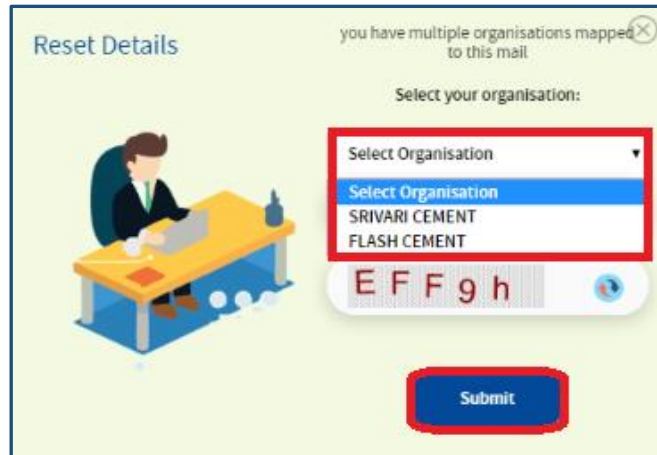 Reset Details
you have multiple organisations mapped
to this mail
Select your organisation:
Select Organisation
Select Organisation
SRIVARI CEMENT
FLASH CEMENT
E F F 9 h
Submit